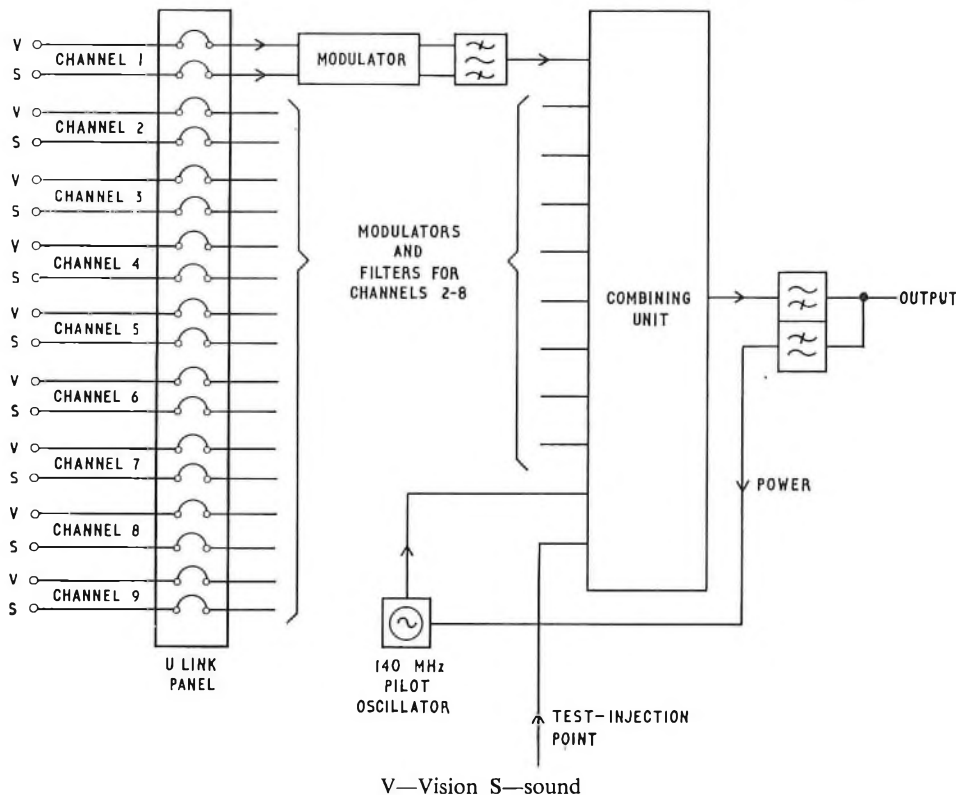 V
CHANNEL 1
S
MODULATOR
V
CHANNEL 2
S
V
CHANNEL 3
S
V
CHANNEL 4
S
V
CHANNEL 5
S
V
CHANNEL 6
S
V
CHANNEL 7
S
V
CHANNEL 8
S
V
CHANNEL 9
S
U LINK
PANEL
MODULATORS
AND
FILTERS FOR
CHANNELS 2-8
COMBINING
UNIT
OUTPUT
POWER
140 MHz
PILOT
OSCILLATOR
TEST-INJECTION
POINT
V—Vision S—sound